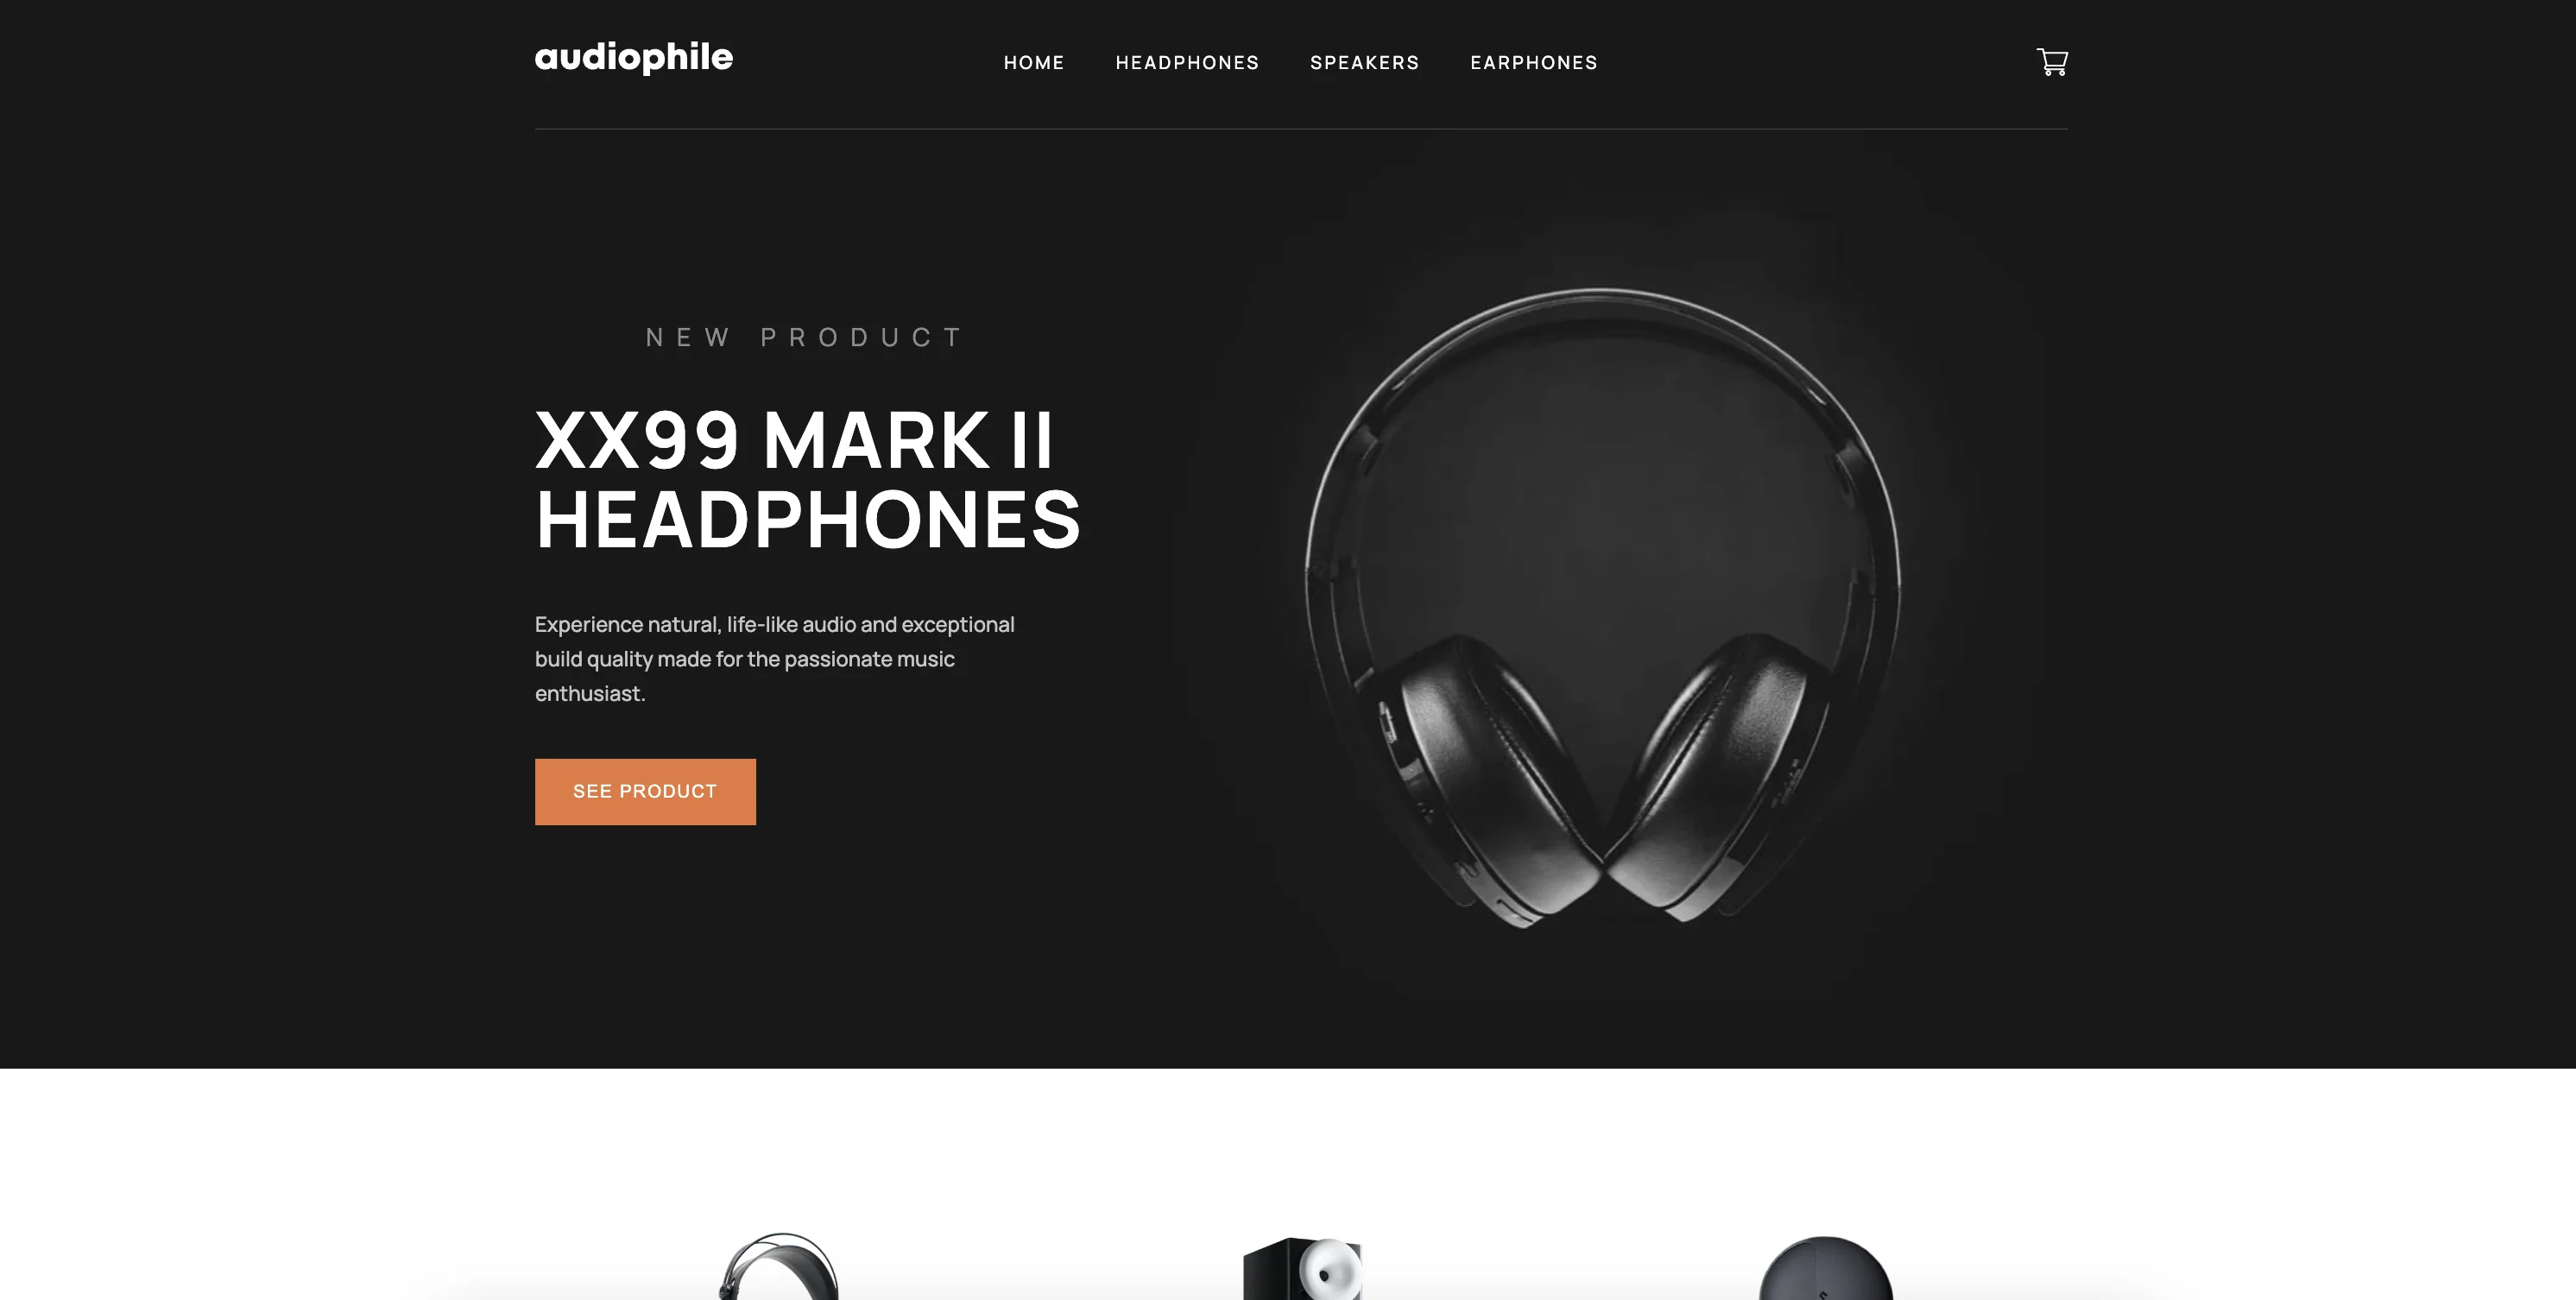 audiophile
HOME HEADPHONES SPEAKERS EARPHONES
NEW PRODUCT
XX99 MARK II
HEADPHONES
Experience natural, life-like audio and exceptional
build quality made for the passionate music
enthusiast.
SEE PRODUCT